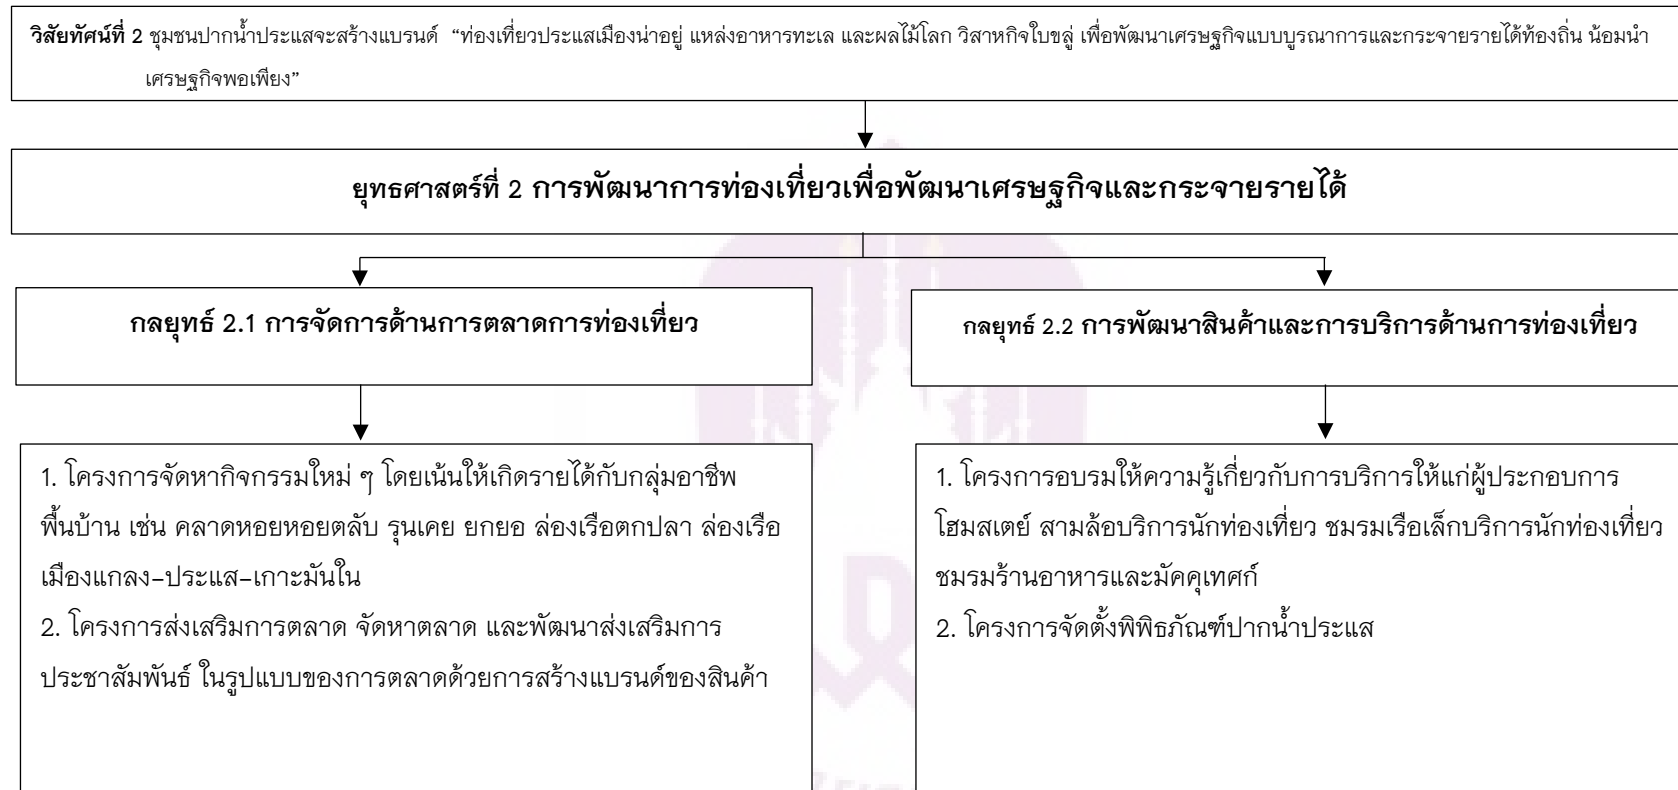 วิสัยทัศน์ที่ 2 ชุมชนปากน้ำประแสจะสร้างแบรนด์ “ท่องเที่ยวประแสเมืองน่าอยู่ แหล่งอาหารทะเล และผลไม้โลก วิสาหกิจใบขลู่ เพื่อพัฒนาเศรษฐกิจแบบบูรณาการและกระจายรายได้ท้องถิ่น น้อมนำ
เศรษฐกิจพอเพียง”
ยุทธศาสตร์ที่ 2 การพัฒนาการท่องเที่ยวเพื่อพัฒนาเศรษฐกิจและกระจายรายได้
กลยุทธ์ 2.1 การจัดการด้านการตลาดการท่องเที่ยว
1. โครงการจัดหากิจกรรมใหม่ ๆ โดยเน้นให้เกิดรายได้กับกลุ่มอาชีพ
พื้นบ้าน เช่น คลาดหอยหอยตลับ รุนเคย ยกยอ ล่องเรือตกปลา ล่องเรือ
เมืองแกลง-ประแส-เกาะมันใน
2. โครงการส่งเสริมการตลาด จัดหาตลาด และพัฒนาส่งเสริมการ
ประชาสัมพันธ์ ในรูปแบบของการตลาดด้วยการสร้างแบรนด์ของสินค้า
กลยุทธ์ 2.2 การพัฒนาสินค้าและการบริการด้านการท่องเที่ยว
1. โครงการอบรมให้ความรู้เกี่ยวกับการบริการให้แก่ผู้ประกอบการ
โฮมสเตย์ สามล้อบริการนักท่องเที่ยว ชมรมเรือเล็กบริการนักท่องเที่ยว
ชมรมร้านอาหารและมัคคุเทศก์
2. โครงการจัดตั้งพิพิธภัณฑ์ปากน้ำประแส